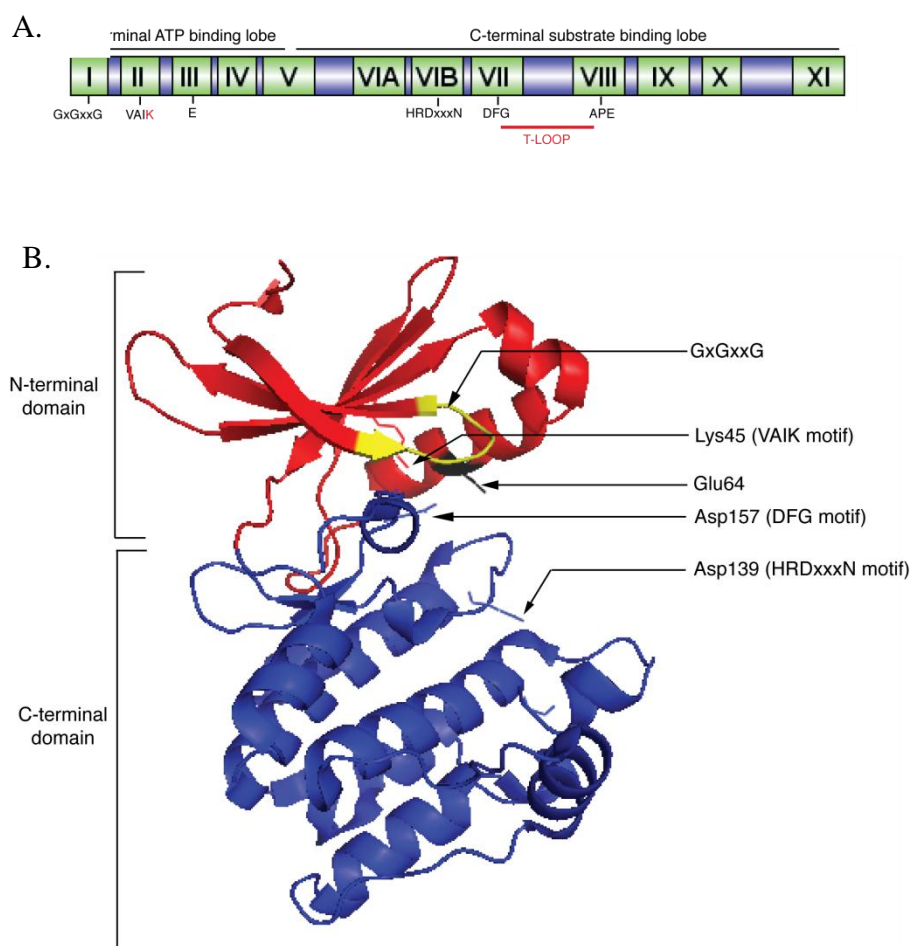 A.
rminal ATP binding lobe
C-terminal substrate binding lobe
I II III IV V VIA VIB VII VIII IX X XI
GxGxxG VAIK E HRDxxxN DFG APE
T-LOOP
B.
N-terminal
domain
GxGxxG
Lys45 (VAIK motif)
Glu64
Asp157 (DFG motif)
Asp139 (HRDxxxN motif)
C-terminal
domain